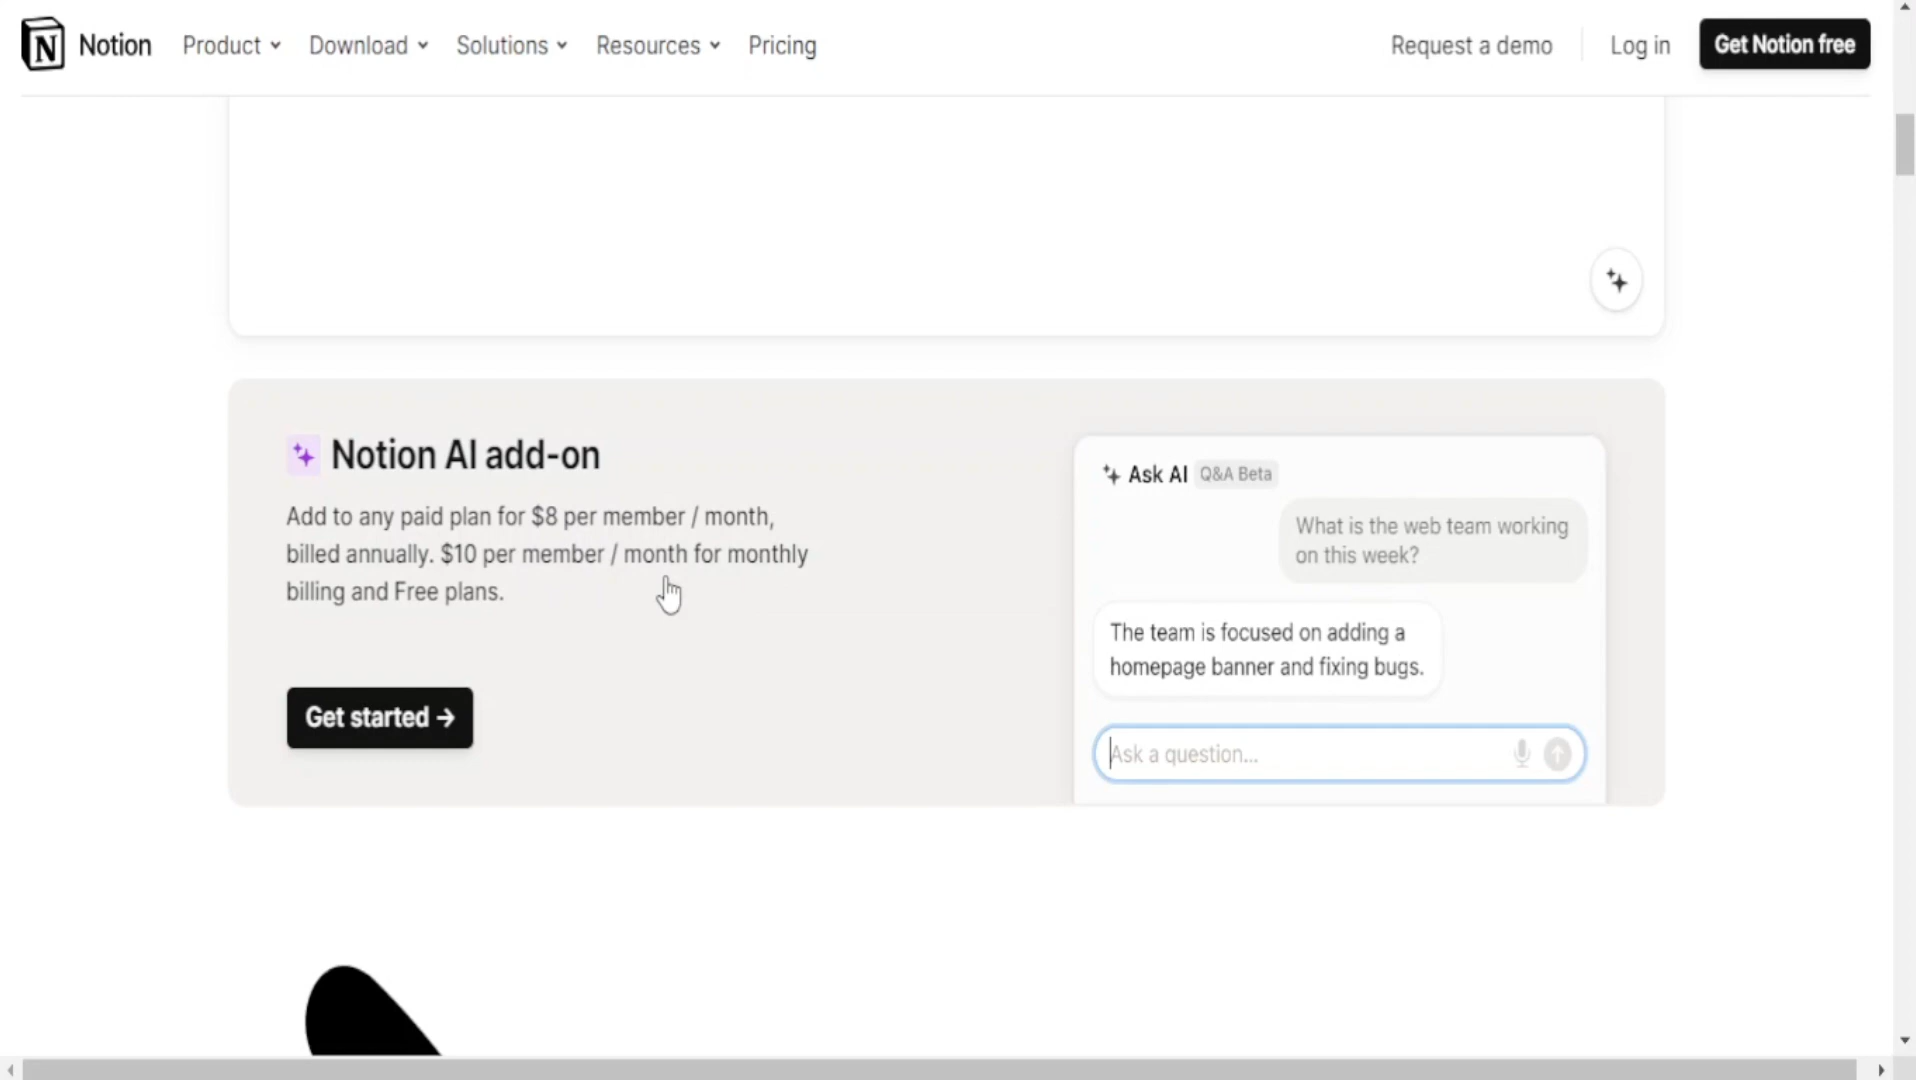 Notion Product Download Solutions Resources Pricing Request a demo Log in Get Notion free
Notion AI add-on
Add to any paid plan for $8 per member / month,
billed annually. $10 per member / month for monthly
billing and Free plans.
Get started →
Ask AI Q&A Beta
What is the web team working
on this week?
The team is focused on adding a
homepage banner and fixing bugs.
Ask a question...